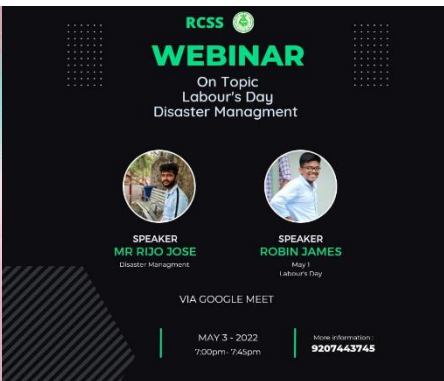 RCSS
WEBINAR
On Topic
Labour's Day
Disaster Managment
SPEAKER
MR RIJO JOSE
Disaster Managment
SPEAKER
ROBIN JAMES
May 1
Labour's Day
VIA GOOGLE MEET
MAY 3 - 2022
7:00pm- 7:45pm
More information :
9207443745